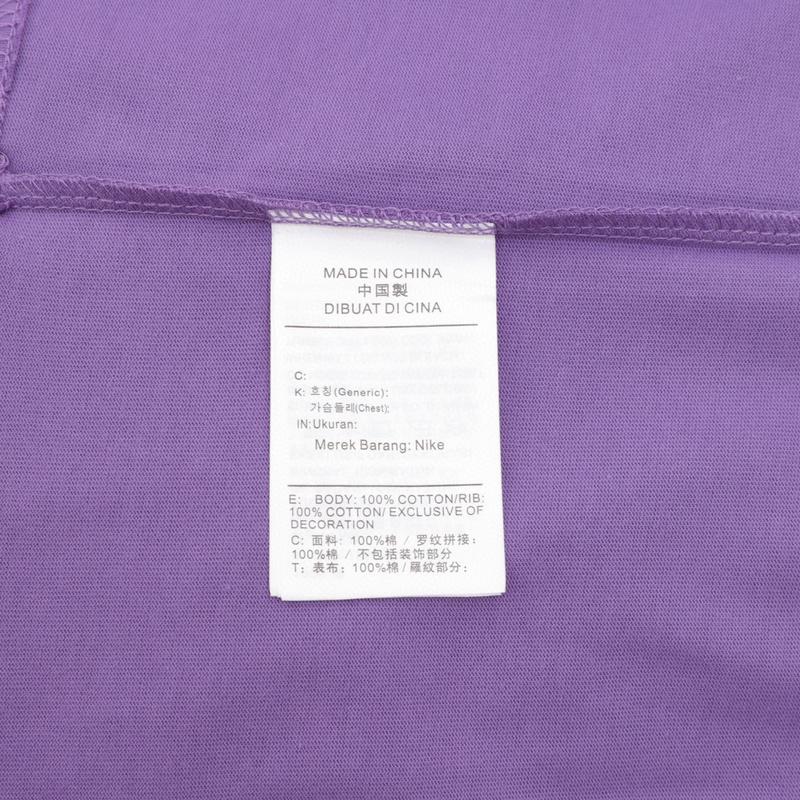 MADE IN CHINA
中国製
DIBUAT DI CINA
C:
K: 호칭(Generic):
가슴둘레(Chest):
IN:Ukuran:
Merek Barang: Nike
E: BODY: 100% COTTON/RIB:
100% COTTON/ EXCLUSIVE OF
DECORATION
C: 面料: 100%棉 / 罗纹拼接:
100%棉 / 不包括装饰部分
T: 表布: 100%棉/羅紋部分: